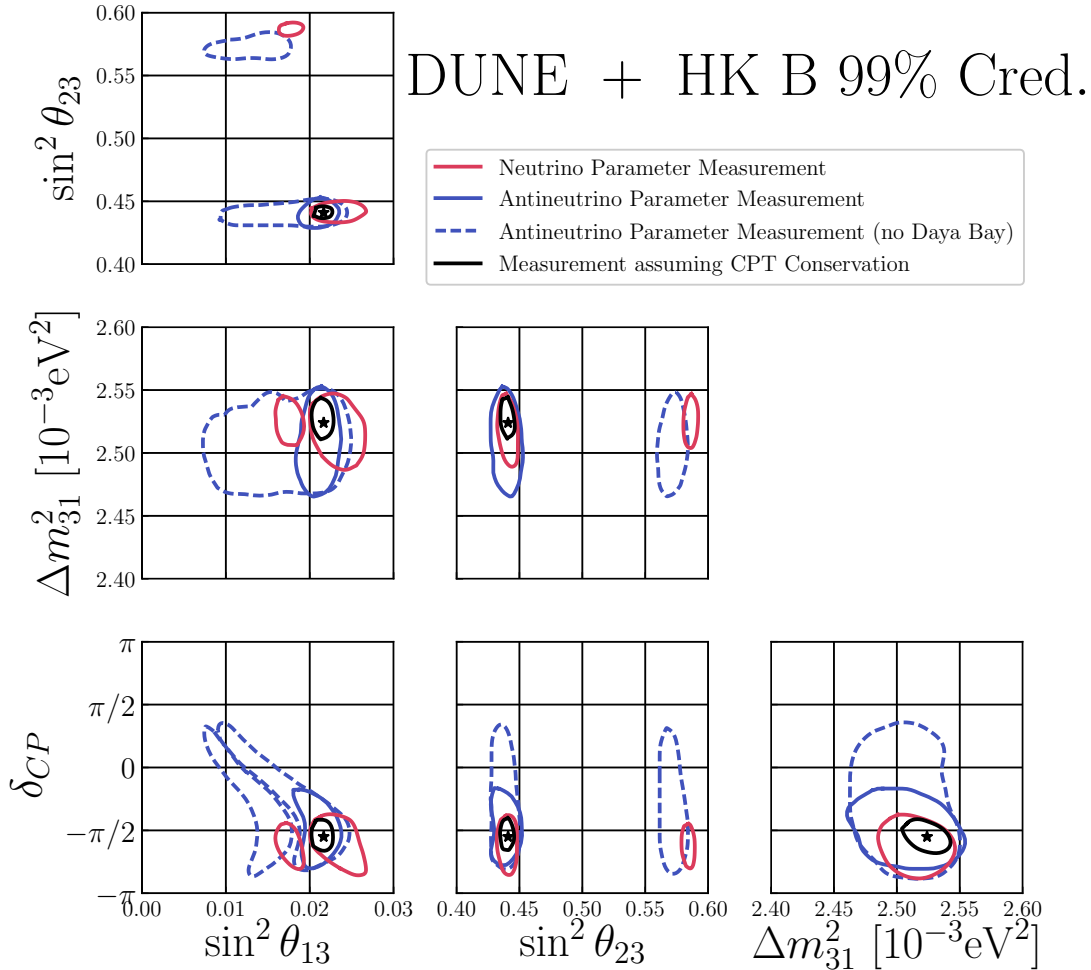 DUNE + HK B 99% Cred.
0.60
0.55
0.50
0.45
0.40
sin² θ₂₃
Neutrino Parameter Measurement
Antineutrino Parameter Measurement
Antineutrino Parameter Measurement (no Daya Bay)
Measurement assuming CPT Conservation
2.60
2.55
2.50
2.45
2.40
Δm²₃₁ [10⁻³eV²]
π
π/2
0
−π/2
−π
δ_CP
0.00 0.01 0.02 0.03
sin² θ₁₃
0.40 0.45 0.50 0.55 0.60
sin² θ₂₃
2.40 2.45 2.50 2.55 2.60
Δm²₃₁ [10⁻³eV²]